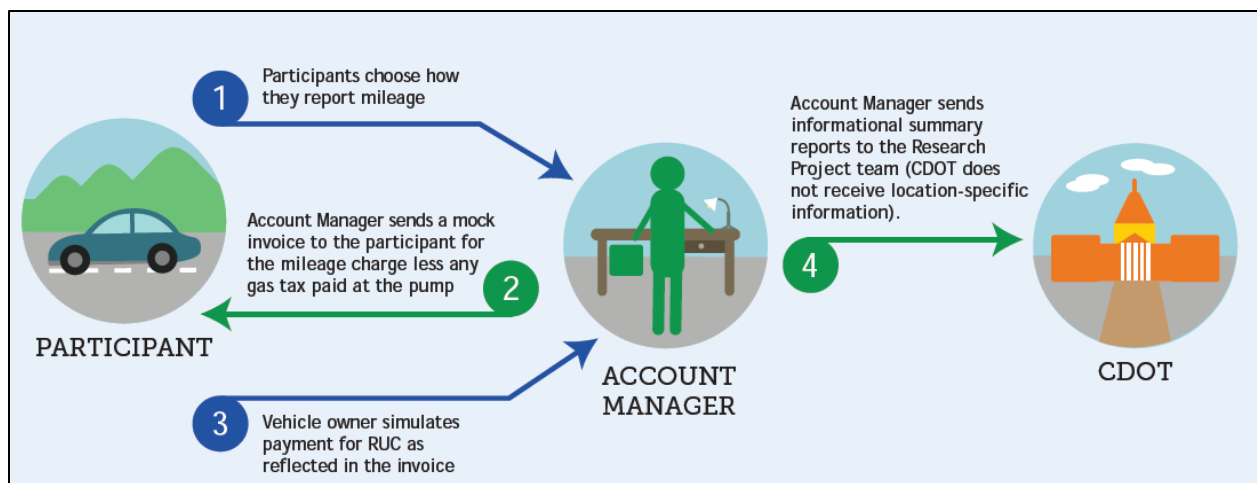 1
Participants choose how
they report mileage
Account Manager sends a mock
invoice to the participant for
the mileage charge less any
gas tax paid at the pump
2
3
Vehicle owner simulates
payment for RUC as
reflected in the invoice
Account Manager sends
informational summary
reports to the Research
Project team (CDOT does
not receive location-specific
information).
4
PARTICIPANT
ACCOUNT
MANAGER
CDOT